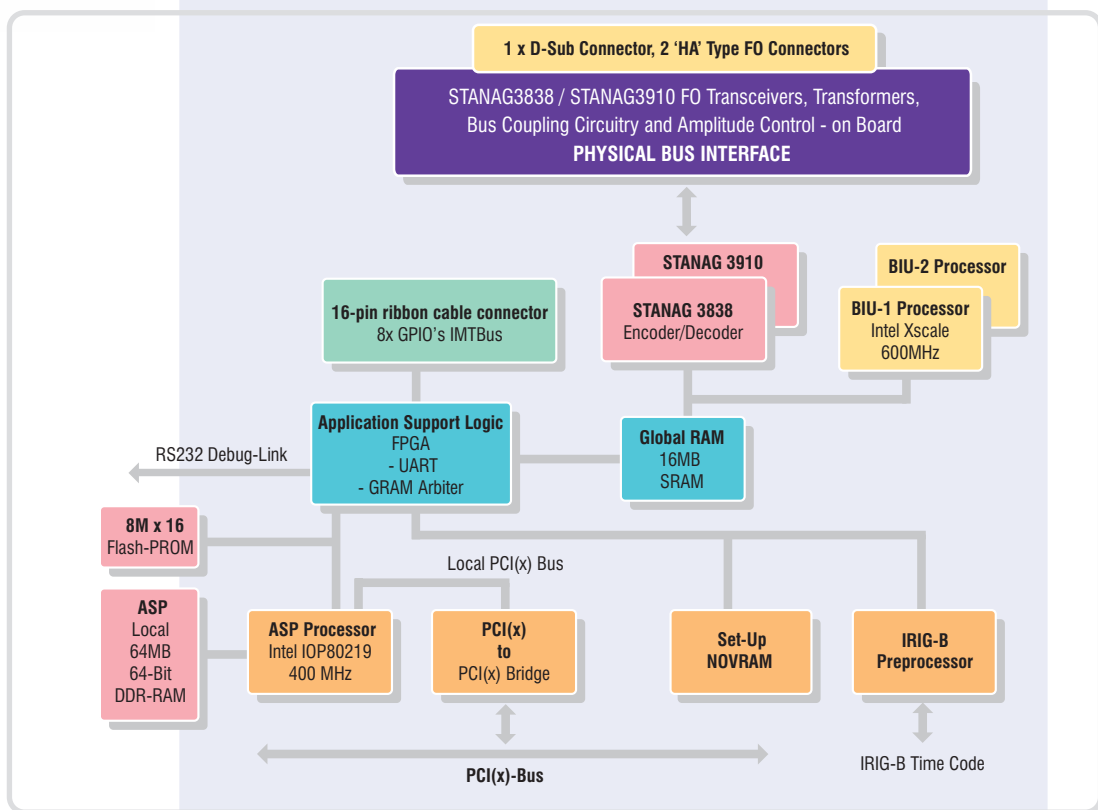 1 x D-Sub Connector, 2 ‘HA’ Type FO Connectors
STANAG3838 / STANAG3910 FO Transceivers, Transformers,
Bus Coupling Circuitry and Amplitude Control - on Board
PHYSICAL BUS INTERFACE
STANAG 3910
STANAG 3838
Encoder/Decoder
BIU-2 Processor
BIU-1 Processor
Intel Xscale
600MHz
16-pin ribbon cable connector
8x GPIO's IMTBus
Application Support Logic
FPGA
- UART
- GRAM Arbiter
Global RAM
16MB
SRAM
RS232 Debug-Link
8M x 16
Flash-PROM
Local PCI(x) Bus
ASP
Local
64MB
64-Bit
DDR-RAM
ASP Processor
Intel IOP80219
400 MHz
PCI(x)
to
PCI(x) Bridge
Set-Up
NOVRAM
IRIG-B
Preprocessor
PCI(x)-Bus
IRIG-B Time Code